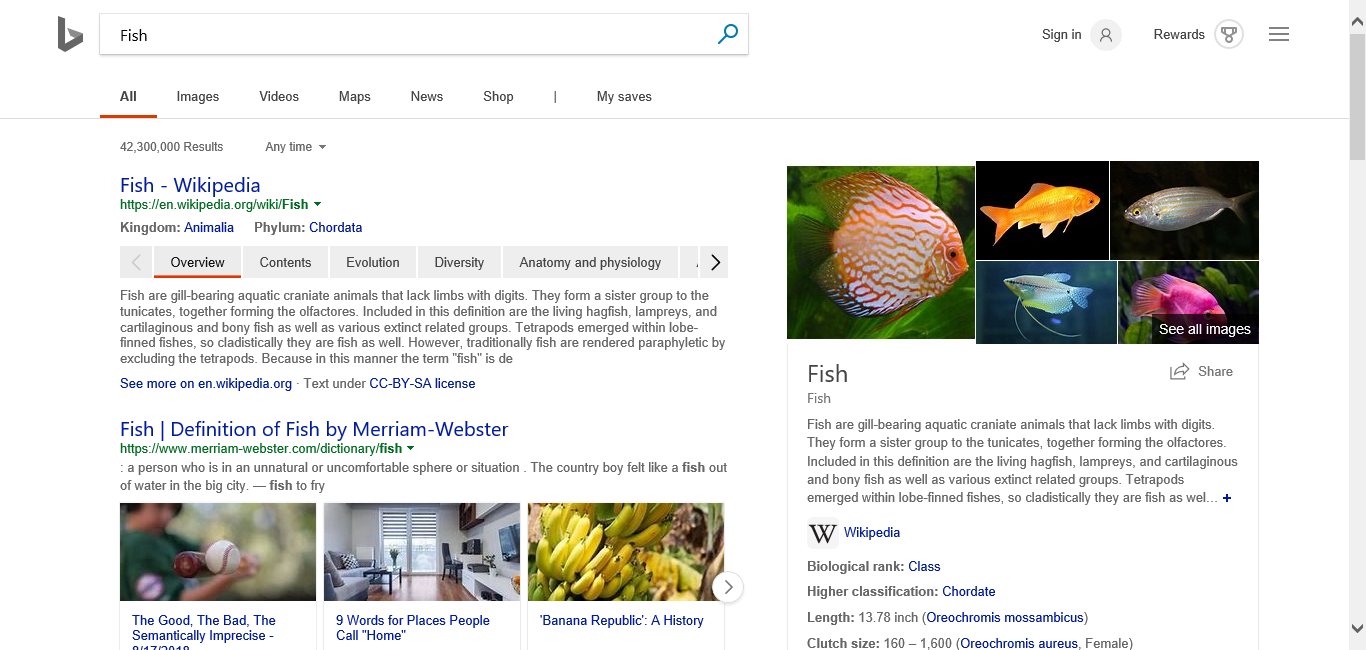 Fish
Sign in
Rewards
All
Images
Videos
Maps
News
Shop
|
My saves
42,300,000 Results
Any time
Fish - Wikipedia
https://en.wikipedia.org/wiki/Fish
Kingdom: Animalia Phylum: Chordata
Overview
Contents
Evolution
Diversity
Anatomy and physiology
Fish are gill-bearing aquatic craniate animals that lack limbs with digits. They form a sister group to the
tunicates, together forming the olfactores. Included in this definition are the living hagfish, lampreys, and
cartilaginous and bony fish as well as various extinct related groups. Tetrapods emerged within lobe-
finned fishes, so cladistically they are fish as well. However, traditionally fish are rendered paraphyletic by
excluding the tetrapods. Because in this manner the term "fish" is de
See more on en.wikipedia.org · Text under CC-BY-SA license
Fish | Definition of Fish by Merriam-Webster
https://www.merriam-webster.com/dictionary/fish
: a person who is in an unnatural or uncomfortable sphere or situation . The country boy felt like a fish out
of water in the big city. — fish to fry
The Good, The Bad, The
Semantically Imprecise -
8/17/2018
9 Words for Places People
Call "Home"
'Banana Republic': A History
See all images
Fish
Share
Fish
Fish are gill-bearing aquatic craniate animals that lack limbs with digits.
They form a sister group to the tunicates, together forming the olfactores.
Included in this definition are the living hagfish, lampreys, and cartilaginous
and bony fish as well as various extinct related groups. Tetrapods
emerged within lobe-finned fishes, so cladistically they are fish as wel... +
W Wikipedia
Biological rank: Class
Higher classification: Chordate
Length: 13.78 inch (Oreochromis mossambicus)
Clutch size: 160 – 1,600 (Oreochromis aureus, Female)